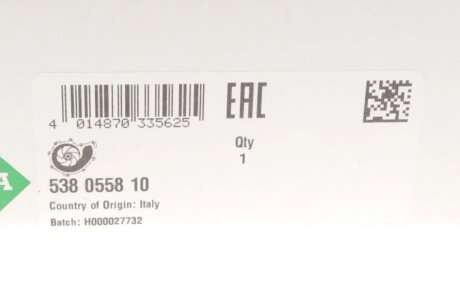 EAC
4 014870 335625
Qty
1
A
538 0558 10
Country of Origin: Italy
Batch: H000027732